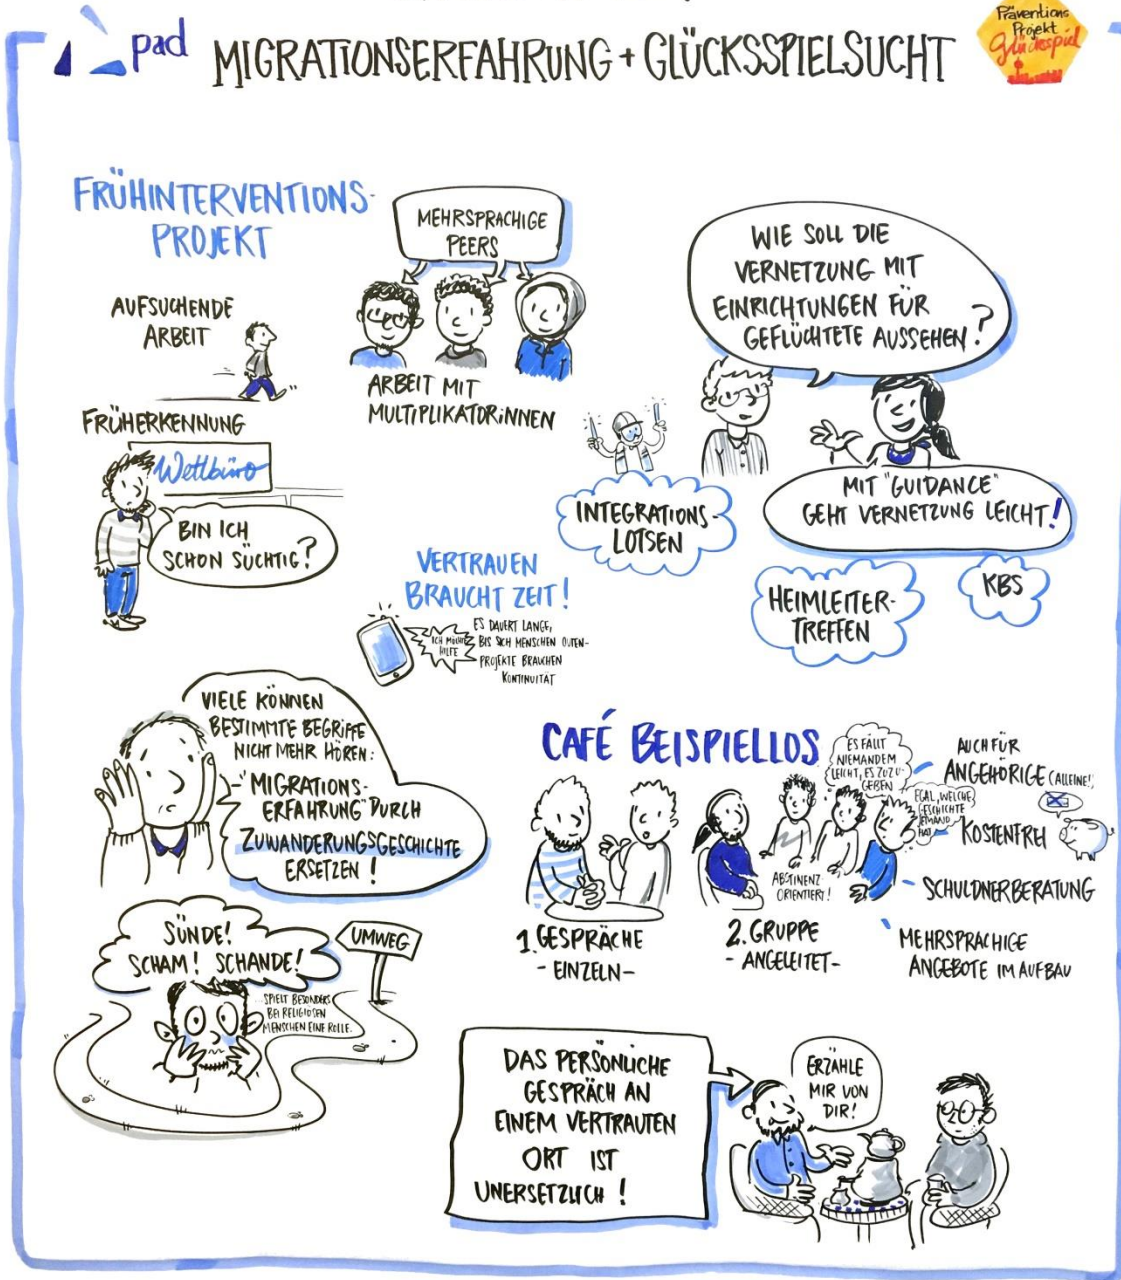 pad
MIGRATIONSERFAHRUNG + GLÜCKSSPIELSUCHT
Präventions
Projekt
Glücksspiel
FRÜHINTERVENTIONS-
PROJEKT
MEHRSPRACHIGE
PEERS
AUFSUCHENDE
ARBEIT
ARBEIT MIT
MULTIPLIKATOR:INNEN
WIE SOLL DIE
VERNETZUNG MIT
EINRICHTUNGEN FÜR
GEFLÜCHTETE AUSSEHEN?
FRÜHERKENNUNG
Wettbüro
BIN ICH
SCHON SÜCHTIG?
INTEGRATIONS-
LOTSEN
MIT "GUIDANCE"
GEHT VERNETZUNG LEICHT!
HEIMLEITER-
TREFFEN
KBS
VERTRAUEN
BRAUCHT ZEIT!
ICH MÖCHTE
HILFE
ES DAUERT LANGE,
BIS SICH MENSCHEN OUTEN-
PROJEKTE BRAUCHEN
KONTINUITÄT
VIELE KÖNNEN
BESTIMMTE BEGRIFFE
NICHT MEHR HÖREN:
-"MIGRATIONS-
ERFAHRUNG" DURCH
ZUWANDERUNGSGESCHICHTE
ERSETZEN!
CAFÉ BEISPIELLOS
ES FÄLLT
NIEMANDEM
LEICHT, ES ZUZU-
GEBEN
EGAL, WELCHE
GESCHICHTE
JEMAND
HAT
AUCH FÜR
ANGEHÖRIGE (ALLEINE!)
KOSTENFREI
- SCHULDNERBERATUNG
MEHRSPRACHIGE
ANGEBOTE IM AUFBAU
ABSTINENZ-
ORIENTIERT!
1. GESPRÄCHE
- EINZELN -
2. GRUPPE
- ANGELEITET -
SÜNDE!
SCHAM! SCHANDE!
UMWEG
...SPIELT BESONDERS
BEI RELIGIÖSEN
MENSCHEN EINE ROLLE.
DAS PERSÖNLICHE
GESPRÄCH AN
EINEM VERTRAUTEN
ORT IST
UNERSETZLICH!
ERZÄHLE
MIR VON
DIR!